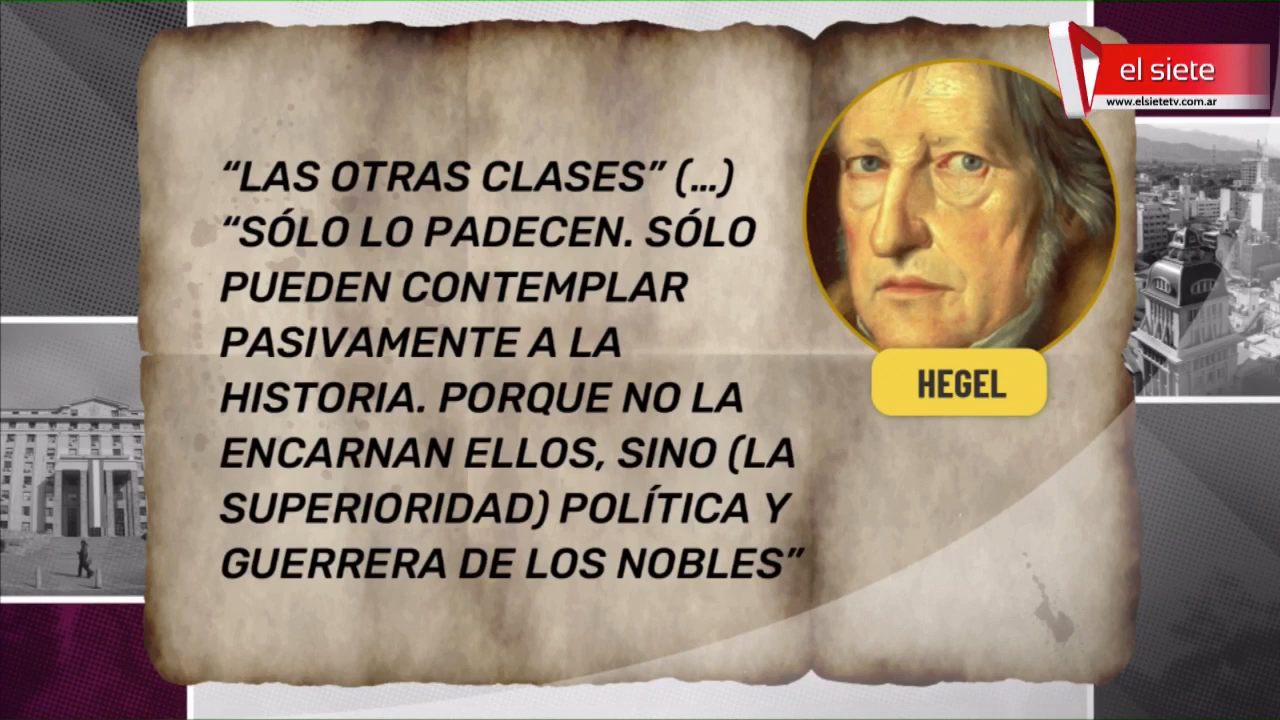 el siete
www.elsietetv.com.ar
“LAS OTRAS CLASES” (...)
“SÓLO LO PADECEN. SÓLO
PUEDEN CONTEMPLAR
PASIVAMENTE A LA
HISTORIA. PORQUE NO LA
ENCARNAN ELLOS, SINO (LA
SUPERIORIDAD) POLÍTICA Y
GUERRERA DE LOS NOBLES”
HEGEL